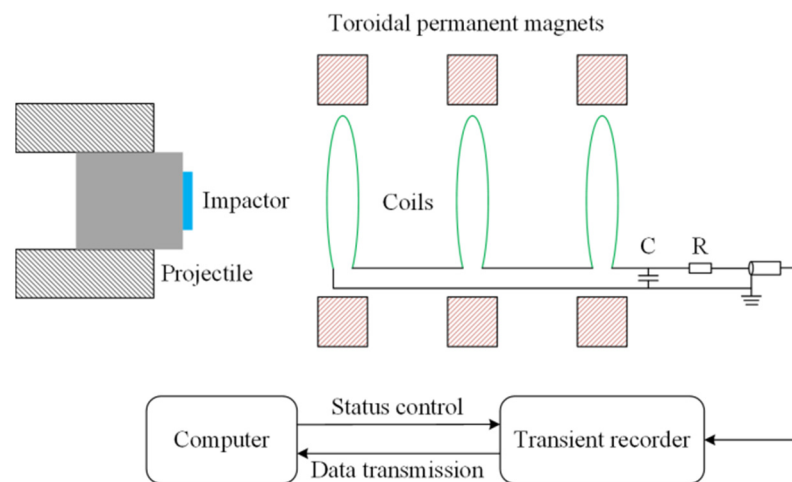 Toroidal permanent magnets
Impactor
Coils
C
R
Projectile
Status control
Computer
Transient recorder
Data transmission